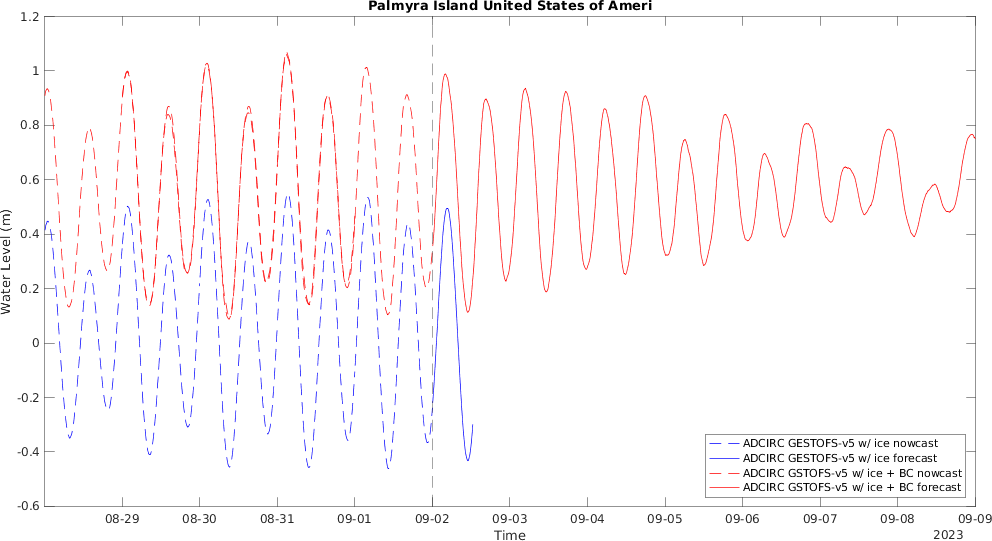 Palmyra Island United States of Ameri
1.2
1
0.8
0.6
0.4
0.2
0
-0.2
-0.4
-0.6
Water Level (m)
ADCIRC GESTOFS-v5 w/ ice nowcast
ADCIRC GESTOFS-v5 w/ ice forecast
ADCIRC GSTOFS-v5 w/ ice + BC nowcast
ADCIRC GSTOFS-v5 w/ ice + BC forecast
08-29 08-30 08-31 09-01 09-02 09-03 09-04 09-05 09-06 09-07 09-08 09-09
Time
2023